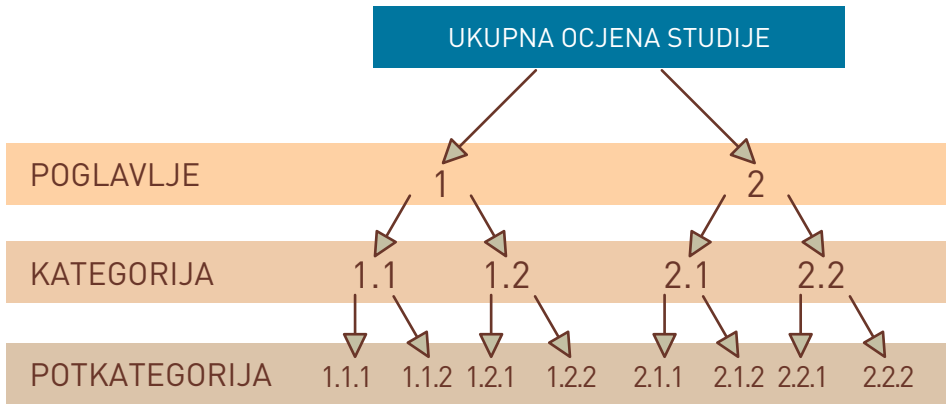 UKUPNA OCJENA STUDIJE
POGLAVLJE 1 2
KATEGORIJA 1.1 1.2 2.1 2.2
POTKATEGORIJA 1.1.1 1.1.2 1.2.1 1.2.2 2.1.1 2.1.2 2.2.1 2.2.2